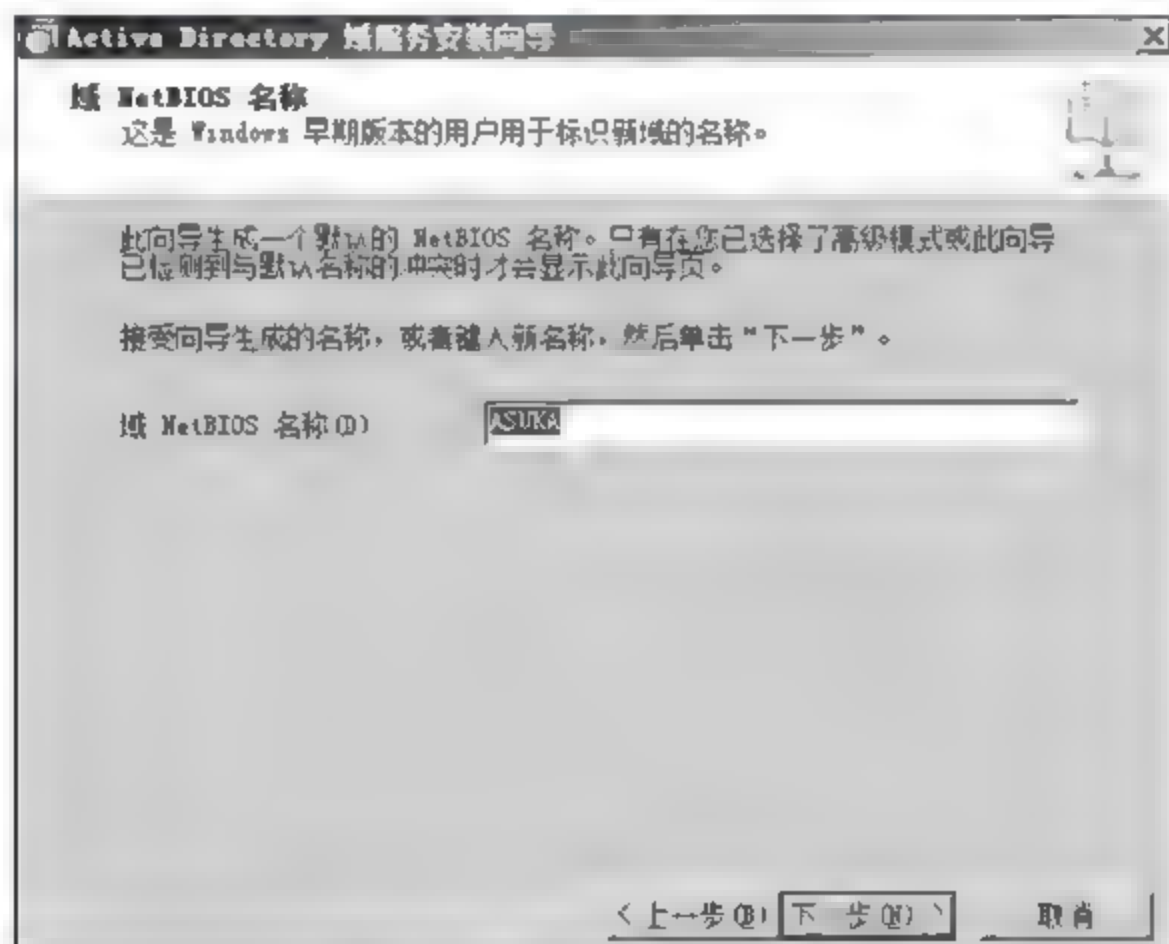 Active Directory 域服务安装向导
域 NetBIOS 名称
这是 Windows 早期版本的用户用于标识新域的名称。
此向导生成一个默认的 NetBIOS 名称。只有在您已选择了高级模式或此向导
已检测到与默认名称的冲突时才会显示此向导页。
接受向导生成的名称，或者键入新名称，然后单击“下一步”。
域 NetBIOS 名称(D)
ASUKA
< 上一步(B) 下一步(N) > 取消